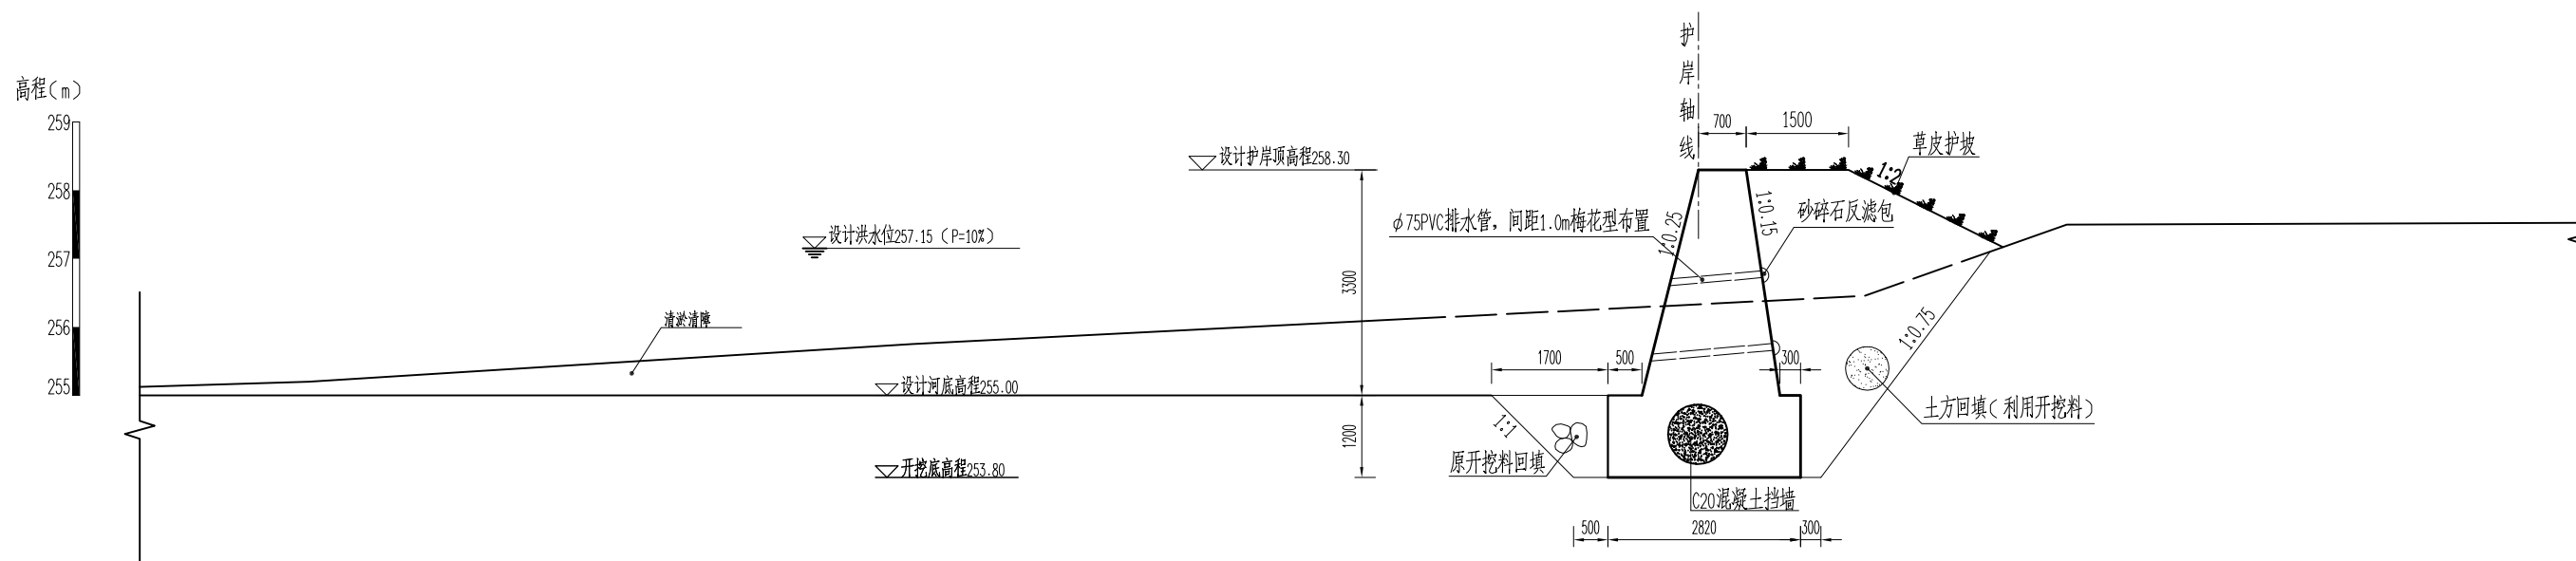 护岸轴线
高程(m)
259
258
257
256
255
700
1500
草皮护坡
1:2
设计护岸顶高程258.30
φ75PVC排水管，间距1.0m梅花型布置
1:0.25
1:0.15
砂碎石反滤包
设计洪水位257.15（P=10%）
3300
清淤清障
1:0.75
1700
500
300
设计河底高程255.00
土方回填(利用开挖料)
1:1
1200
原开挖料回填
开挖底高程253.80
C20混凝土挡墙
500
2820
300